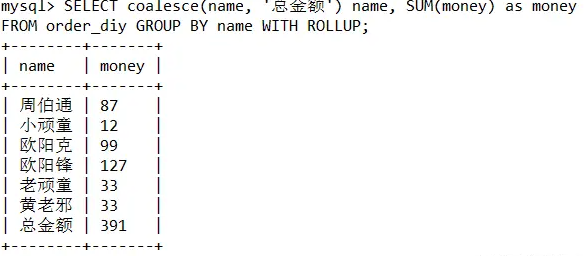 mysql> SELECT coalesce(name, '总金额') name, SUM(money) as money
FROM order_diy GROUP BY name WITH ROLLUP;
+--------+-------+
| name   | money |
+--------+-------+
| 周伯通 | 87    |
| 小顽童 | 12    |
| 欧阳克 | 99    |
| 欧阳锋 | 127   |
| 老顽童 | 33    |
| 黄老邪 | 33    |
| 总金额 | 391   |
+--------+-------+